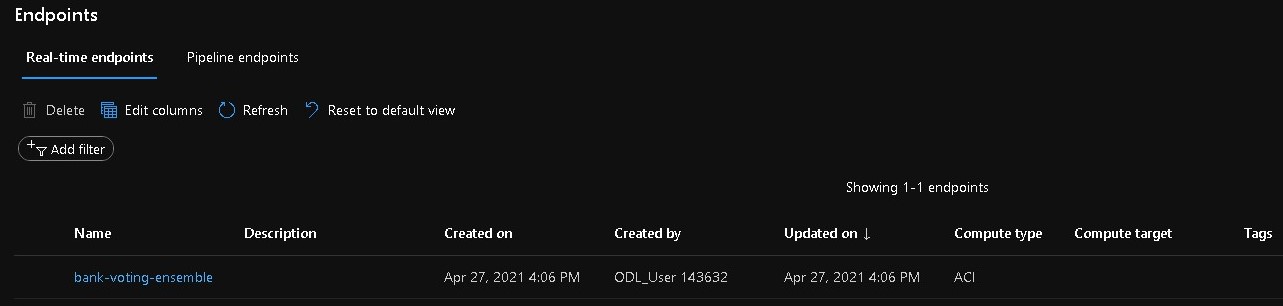 Endpoints
Real-time endpoints Pipeline endpoints
Delete Edit columns Refresh Reset to default view
Add filter
Showing 1-1 endpoints
Name Description Created on Created by Updated on ↓ Compute type Compute target Tags
bank-voting-ensemble Apr 27, 2021 4:06 PM ODL_User 143632 Apr 27, 2021 4:06 PM ACI